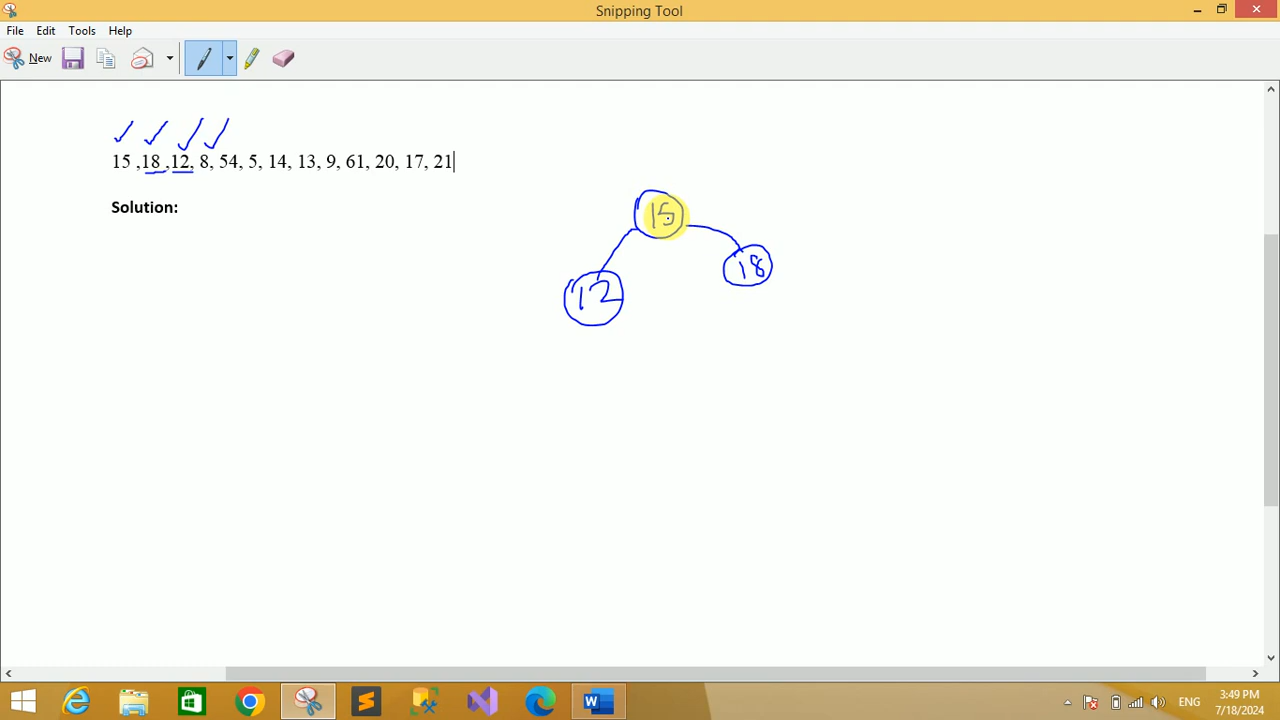 Snipping Tool
File Edit Tools Help
New
15 ,18 ,12, 8, 54, 5, 14, 13, 9, 61, 20, 17, 21
Solution:
15
18
12
ENG
3:49 PM
7/18/2024